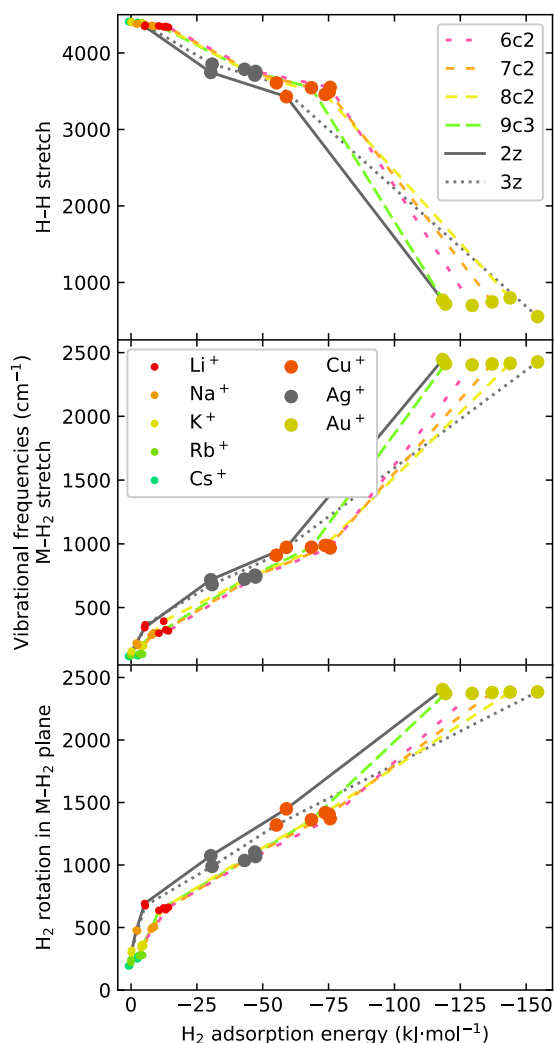 4000
3000
2000
1000
H–H stretch
6c2
7c2
8c2
9c3
2z
3z
Vibrational frequencies (cm⁻¹)
M–H₂ stretch
2500
2000
1500
1000
500
Li⁺
Na⁺
K⁺
Rb⁺
Cs⁺
Cu⁺
Ag⁺
Au⁺
H₂ rotation in M–H₂ plane
2500
2000
1500
1000
500
0
0 −25 −50 −75 −100 −125 −150
H₂ adsorption energy (kJ·mol⁻¹)